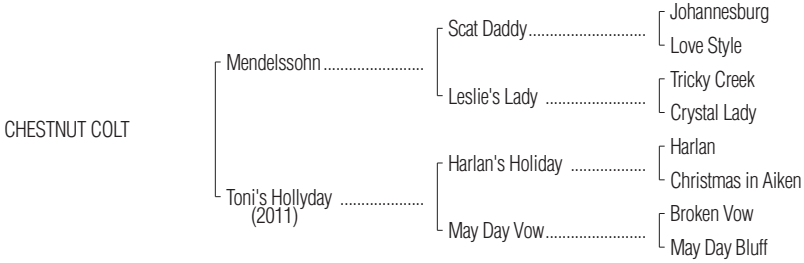 Johannesburg
Scat Daddy..............................
Love Style
Mendelssohn.........................
Tricky Creek
Leslie's Lady ..........................
Crystal Lady
CHESTNUT COLT
Harlan
Harlan's Holiday ....................
Christmas in Aiken
Toni's Hollyday .....................
(2011)
Broken Vow
May Day Vow..........................
May Day Bluff